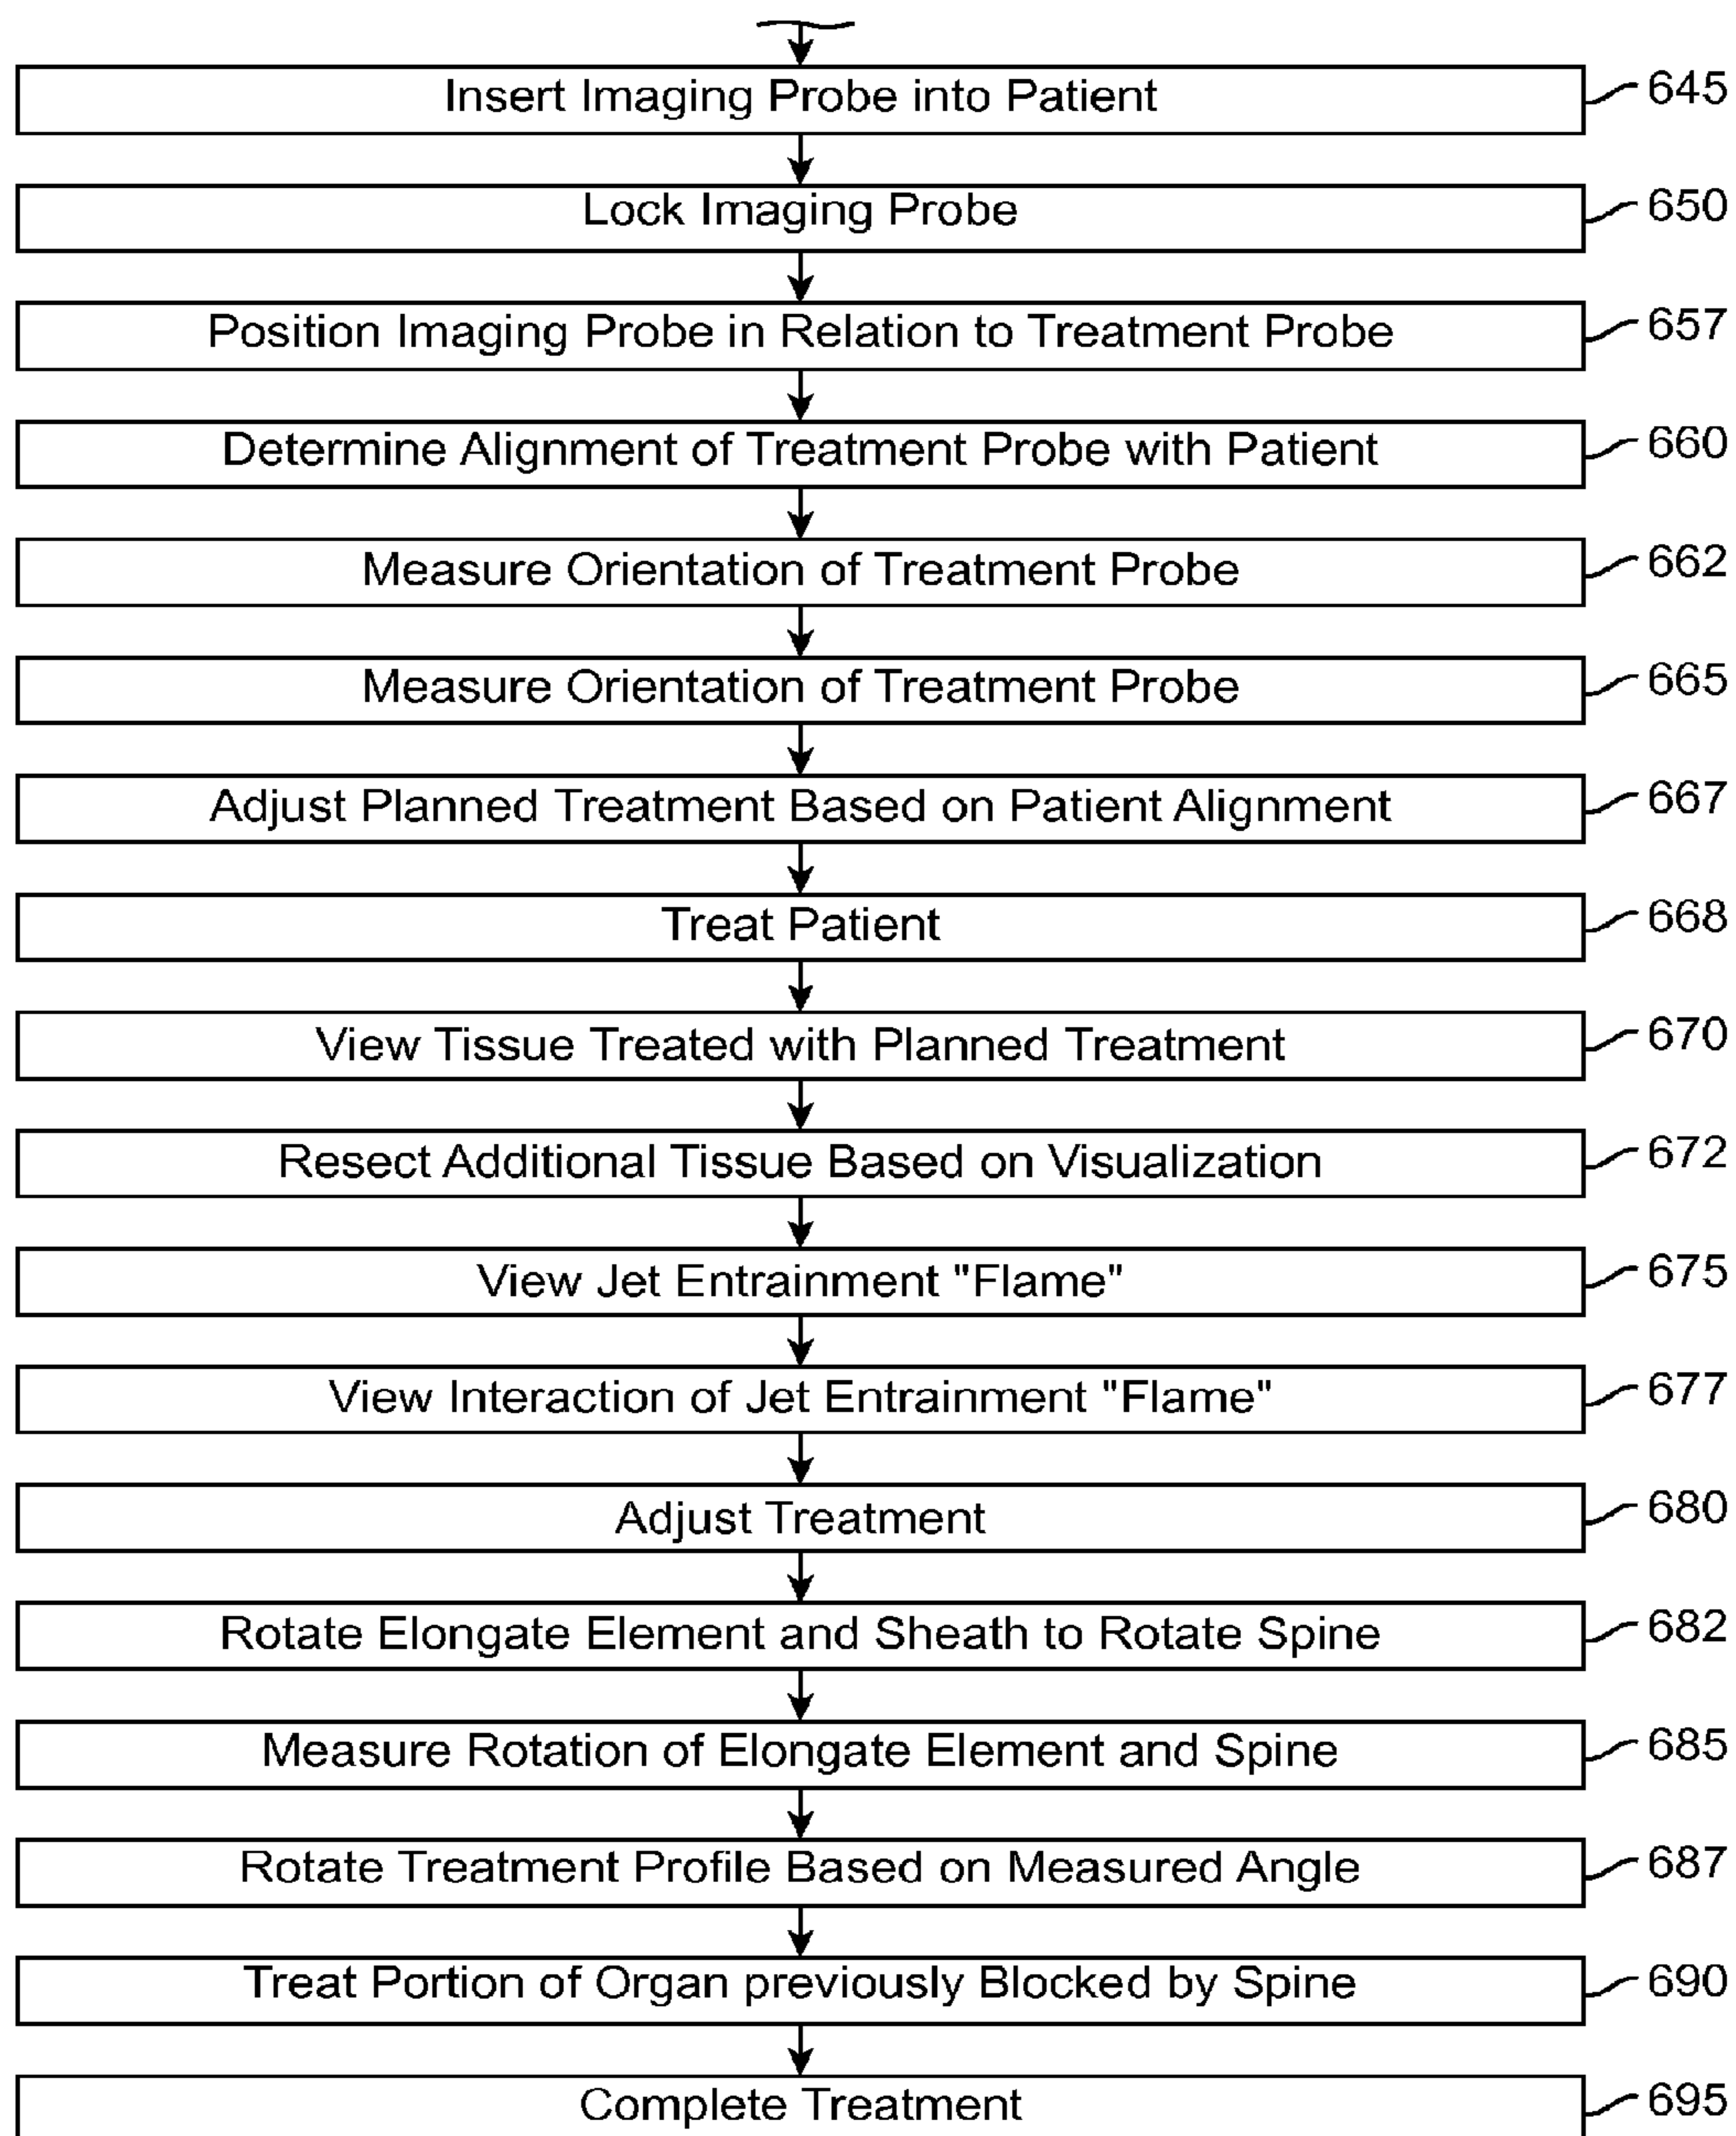 Insert Imaging Probe into Patient 645
Lock Imaging Probe 650
Position Imaging Probe in Relation to Treatment Probe 657
Determine Alignment of Treatment Probe with Patient 660
Measure Orientation of Treatment Probe 662
Measure Orientation of Treatment Probe 665
Adjust Planned Treatment Based on Patient Alignment 667
Treat Patient 668
View Tissue Treated with Planned Treatment 670
Resect Additional Tissue Based on Visualization 672
View Jet Entrainment "Flame" 675
View Interaction of Jet Entrainment "Flame" 677
Adjust Treatment 680
Rotate Elongate Element and Sheath to Rotate Spine 682
Measure Rotation of Elongate Element and Spine 685
Rotate Treatment Profile Based on Measured Angle 687
Treat Portion of Organ previously Blocked by Spine 690
Complete Treatment 695